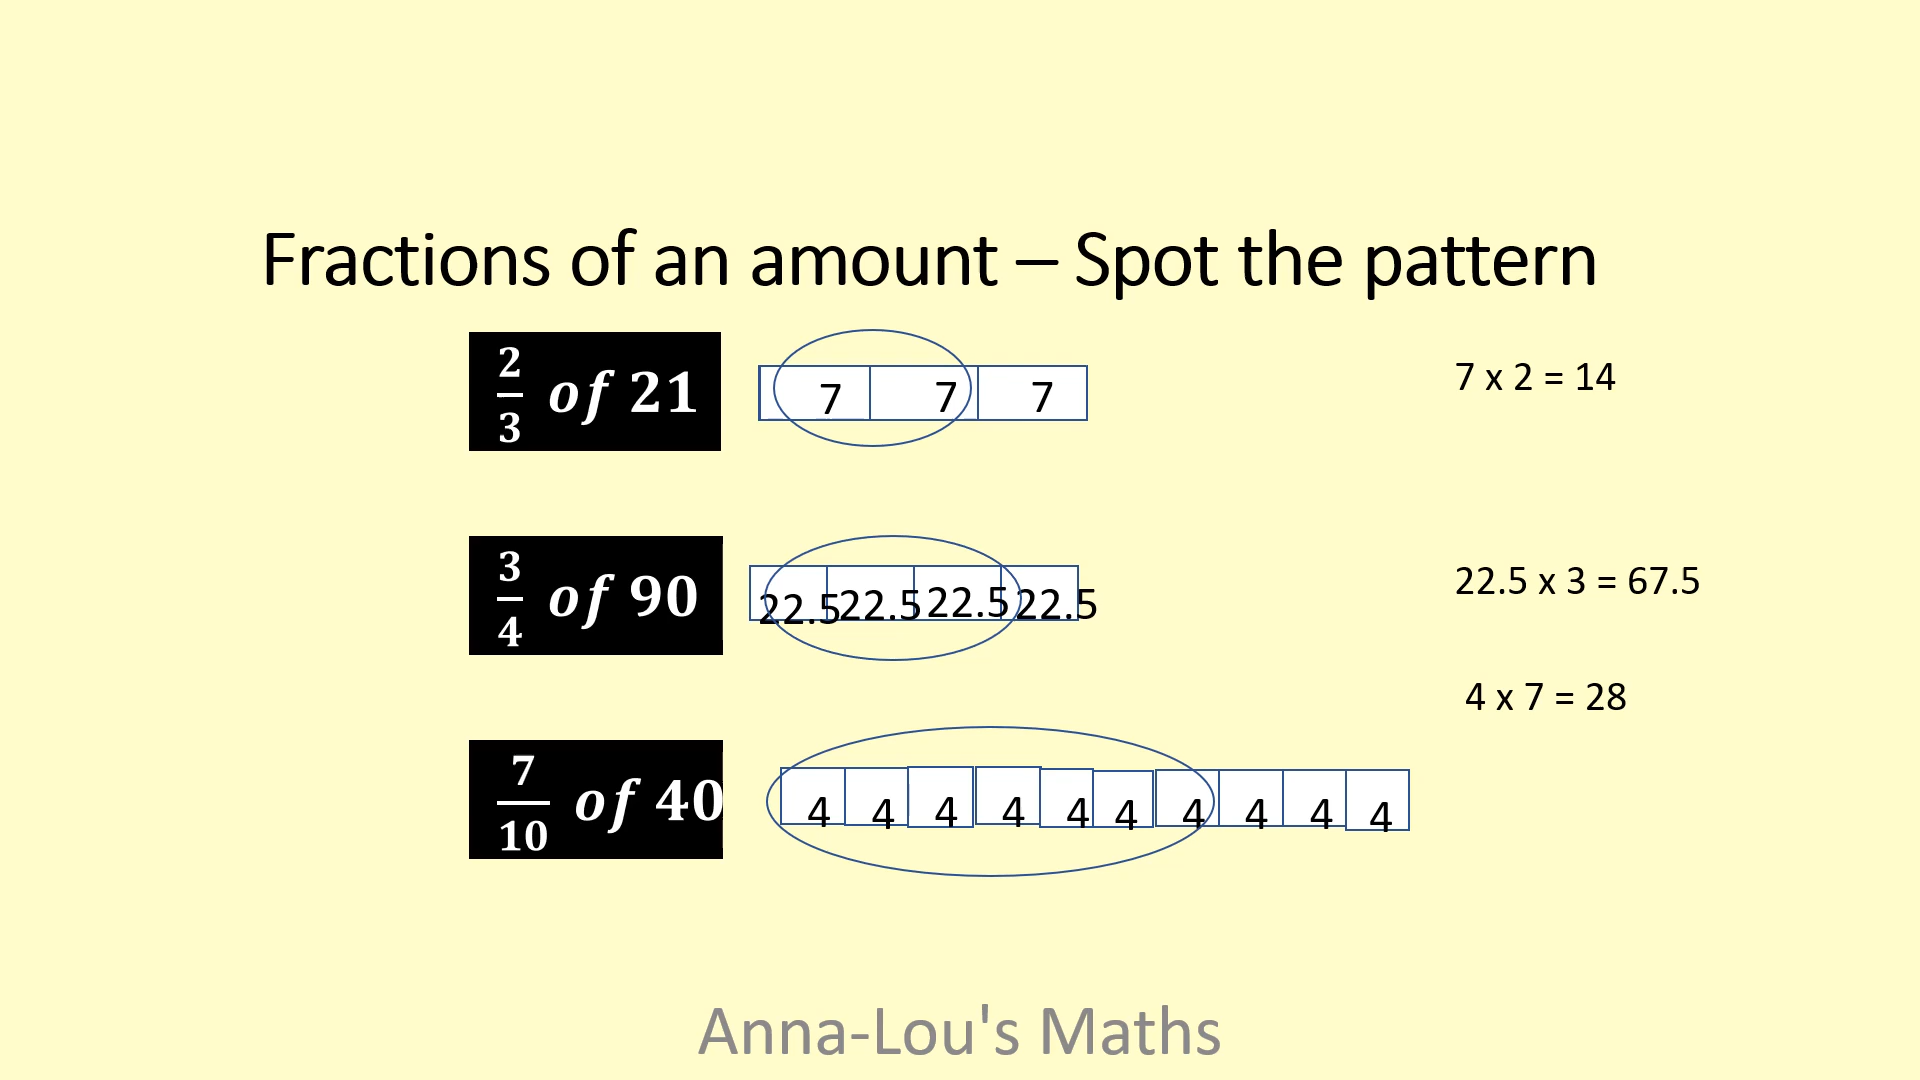 Fractions of an amount – Spot the pattern
2/3 of 21
7 7 7
7 x 2 = 14
3/4 of 90
22.5 22.5 22.5 22.5
22.5 x 3 = 67.5
4 x 7 = 28
7/10 of 40
4 4 4 4 4 4 4 4 4 4
Anna-Lou's Maths